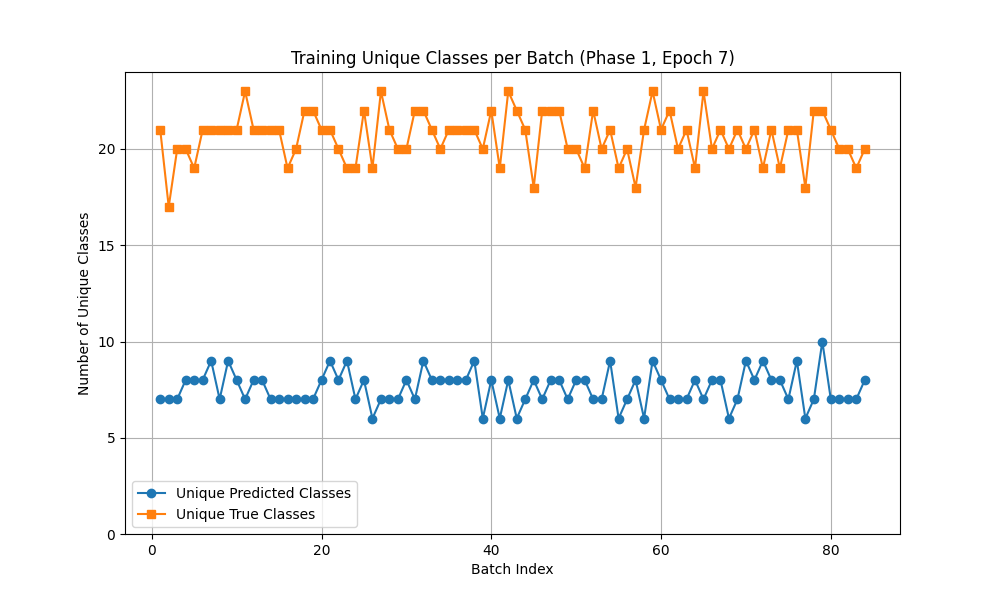 Training Unique Classes per Batch (Phase 1, Epoch 7)
Number of Unique Classes
20
15
10
5
0
Unique Predicted Classes
Unique True Classes
0 20 40 60 80
Batch Index